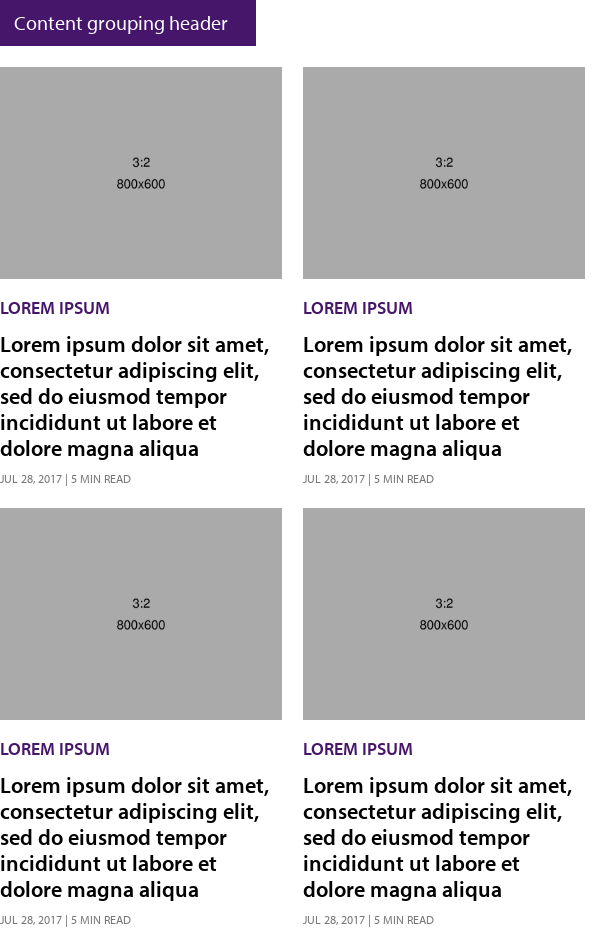 Content grouping header
3:2
800x600
LOREM IPSUM
Lorem ipsum dolor sit amet,
consectetur adipiscing elit,
sed do eiusmod tempor
incididunt ut labore et
dolore magna aliqua
JUL 28, 2017 | 5 MIN READ
3:2
800x600
LOREM IPSUM
Lorem ipsum dolor sit amet,
consectetur adipiscing elit,
sed do eiusmod tempor
incididunt ut labore et
dolore magna aliqua
JUL 28, 2017 | 5 MIN READ
3:2
800x600
LOREM IPSUM
Lorem ipsum dolor sit amet,
consectetur adipiscing elit,
sed do eiusmod tempor
incididunt ut labore et
dolore magna aliqua
JUL 28, 2017 | 5 MIN READ
3:2
800x600
LOREM IPSUM
Lorem ipsum dolor sit amet,
consectetur adipiscing elit,
sed do eiusmod tempor
incididunt ut labore et
dolore magna aliqua
JUL 28, 2017 | 5 MIN READ